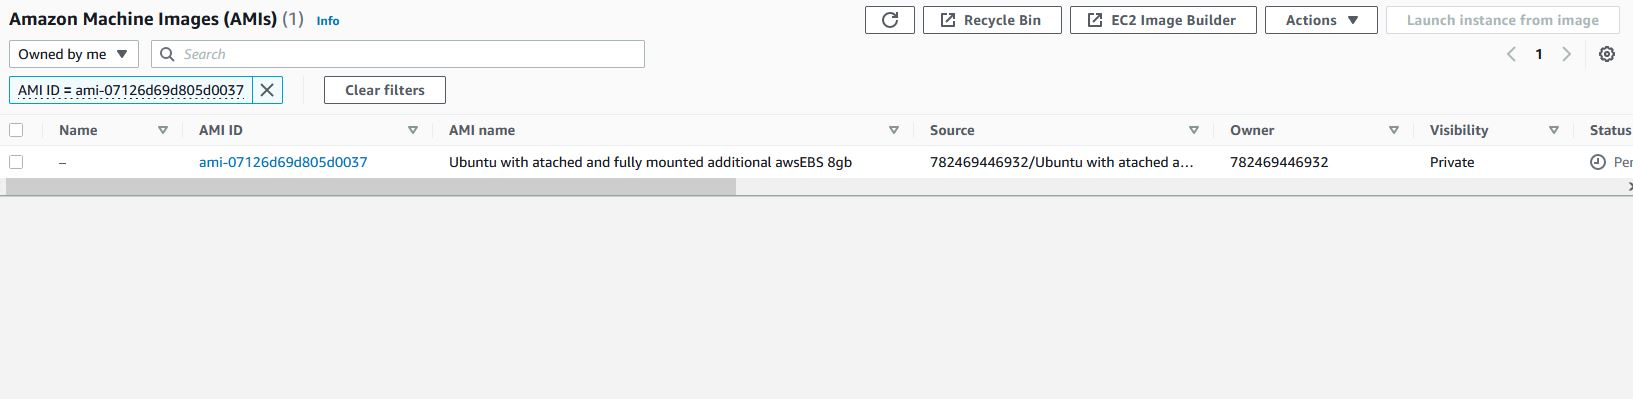 Amazon Machine Images (AMIs) (1) Info
Recycle Bin
EC2 Image Builder
Actions
Launch instance from image
Owned by me
Search
1
AMI ID = ami-07126d69d805d0037
Clear filters
Name AMI ID AMI name Source Owner Visibility Status
– ami-07126d69d805d0037 Ubuntu with atached and fully mounted additional awsEBS 8gb 782469446932/Ubuntu with atached a... 782469446932 Private Per